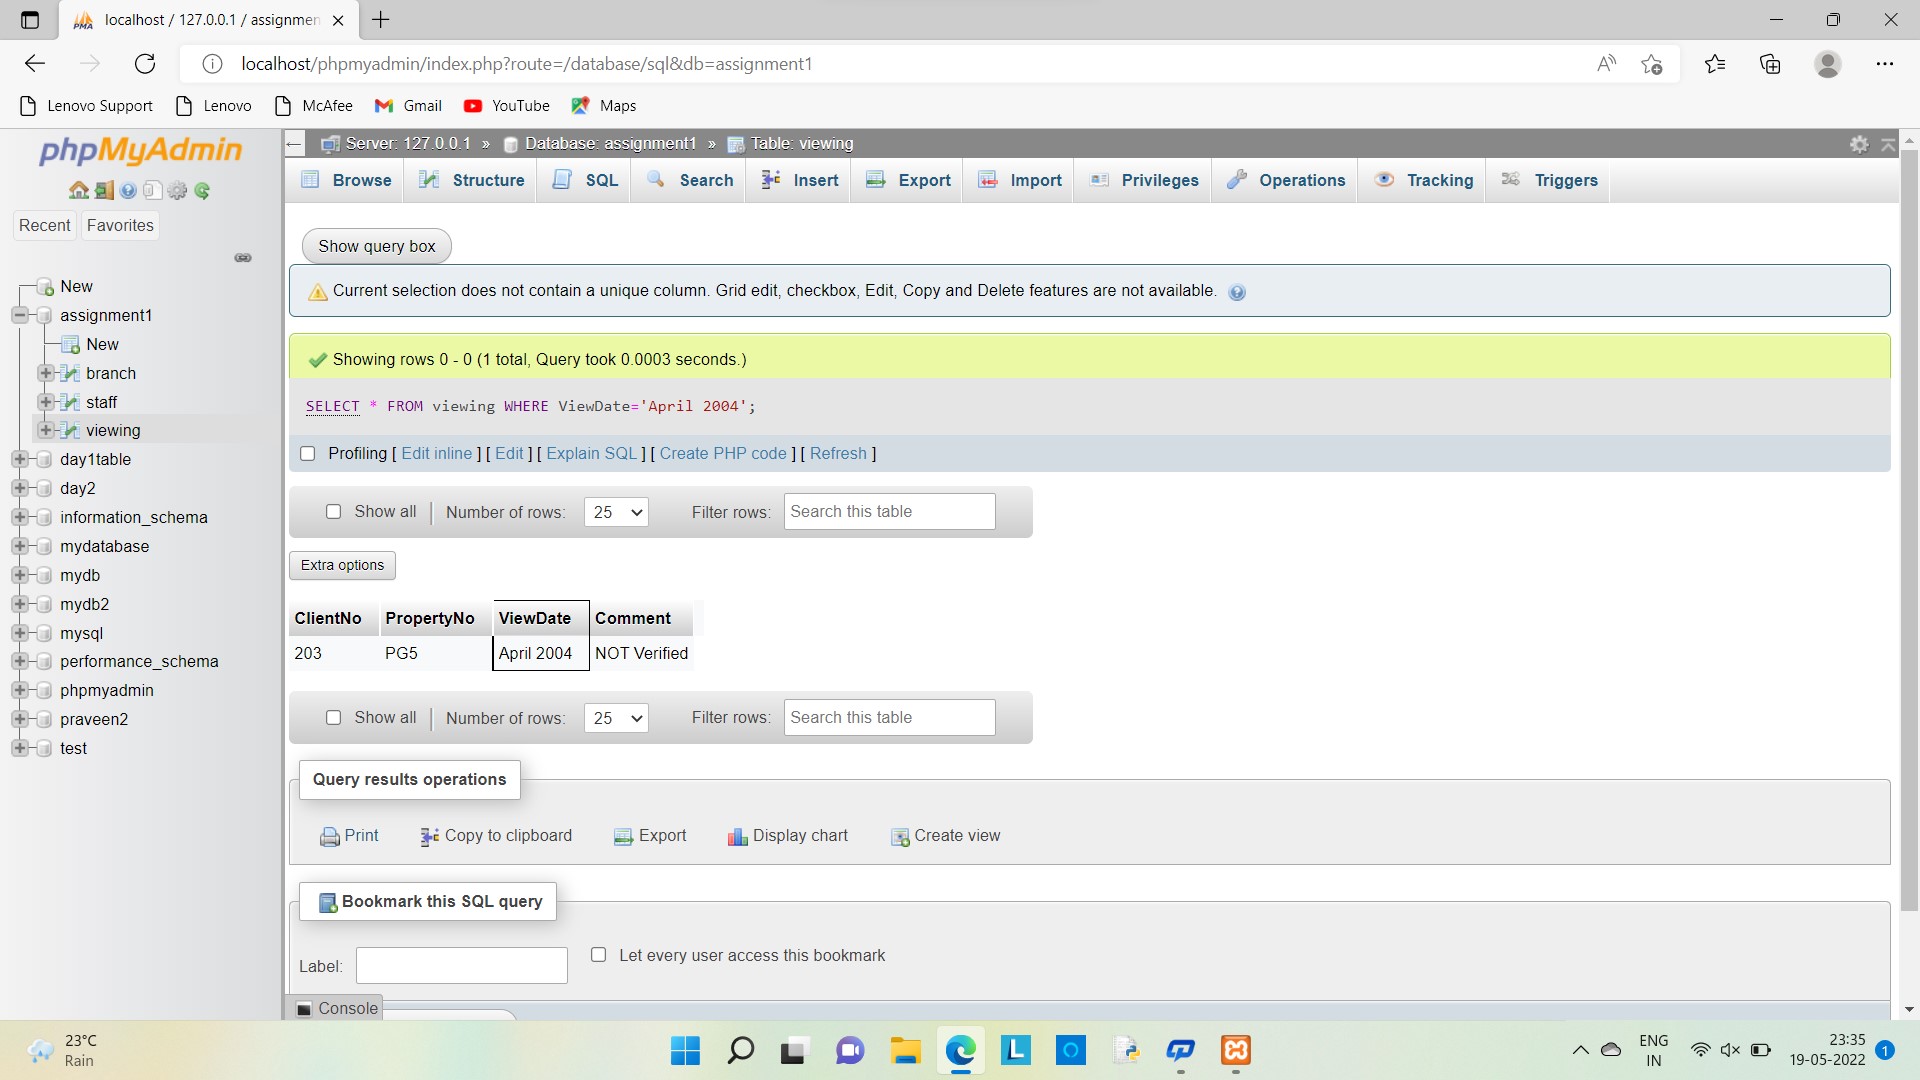 localhost / 127.0.0.1 / assignmen
localhost/phpmyadmin/index.php?route=/database/sql&db=assignment1
Lenovo Support Lenovo McAfee Gmail YouTube Maps
phpMyAdmin
Recent Favorites
New
assignment1
New
branch
staff
viewing
day1table
day2
information_schema
mydatabase
mydb
mydb2
mysql
performance_schema
phpmyadmin
praveen2
test
Server: 127.0.0.1 » Database: assignment1 » Table: viewing
Browse Structure SQL Search Insert Export Import Privileges Operations Tracking Triggers
Show query box
Current selection does not contain a unique column. Grid edit, checkbox, Edit, Copy and Delete features are not available.
Showing rows 0 - 0 (1 total, Query took 0.0003 seconds.)
SELECT * FROM viewing WHERE ViewDate='April 2004';
Profiling [ Edit inline ] [ Edit ] [ Explain SQL ] [ Create PHP code ] [ Refresh ]
Show all Number of rows: 25 Filter rows: Search this table
Extra options
ClientNo PropertyNo ViewDate Comment
203 PG5 April 2004 NOT Verified
Show all Number of rows: 25 Filter rows: Search this table
Query results operations
Print Copy to clipboard Export Display chart Create view
Bookmark this SQL query
Label: Let every user access this bookmark
Console
23°C
Rain
ENG
IN
23:35
19-05-2022
1